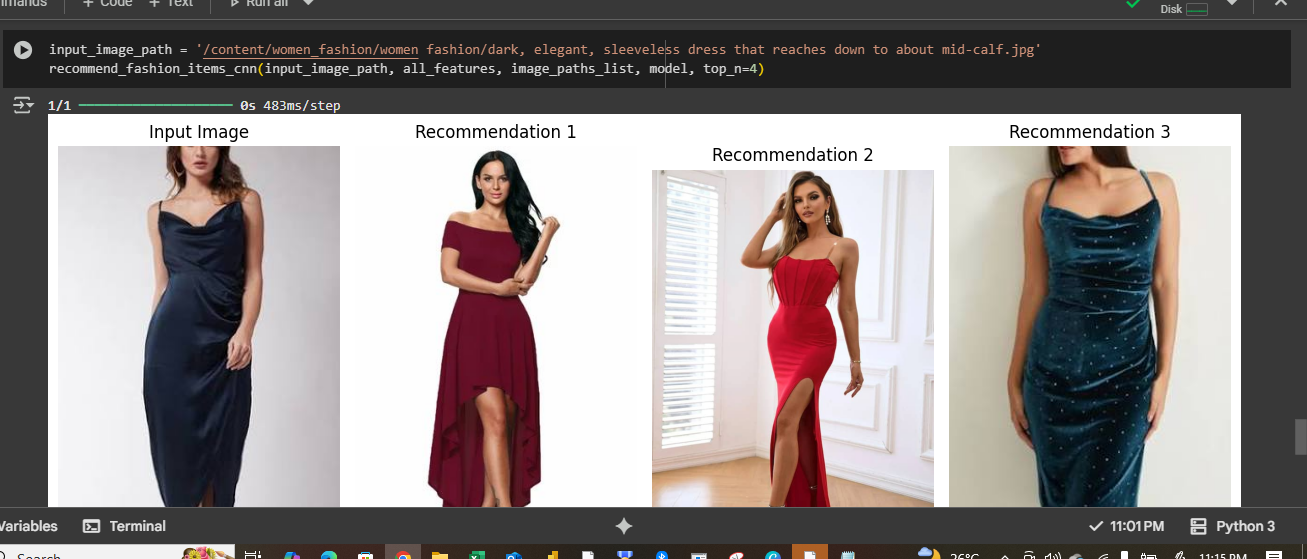 + Code + Text Run all
Disk
input_image_path = '/content/women_fashion/women fashion/dark, elegant, sleeveless dress that reaches down to about mid-calf.jpg'
recommend_fashion_items_cnn(input_image_path, all_features, image_paths_list, model, top_n=4)
1/1 0s 483ms/step
Input Image
Recommendation 1
Recommendation 2
Recommendation 3
Variables Terminal 11:01 PM Python 3
Search 26°C 11:15 PM